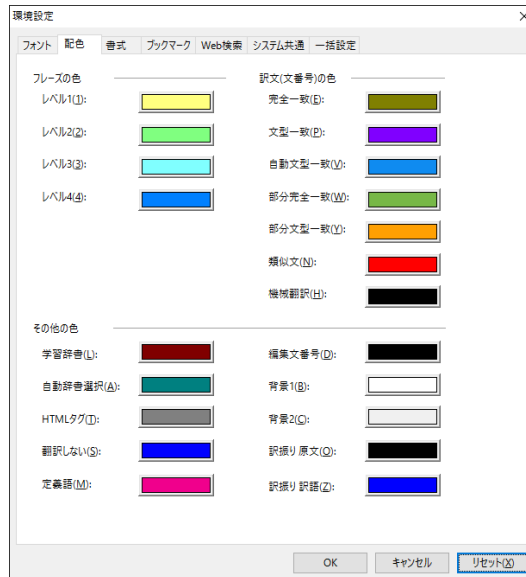 環境設定
フォント 配色 書式 ブックマーク Web検索 システム共通 一括設定
フレーズの色
レベル1(1):
レベル2(2):
レベル3(3):
レベル4(4):
訳文(文番号)の色
完全一致(E):
文型一致(P):
自動文型一致(V):
部分完全一致(W):
部分文型一致(Y):
類似文(N):
機械翻訳(H):
その他の色
学習辞書(L):
自動辞書選択(A):
HTMLタグ(T):
翻訳しない(S):
定義語(M):
編集文番号(D):
背景1(B):
背景2(C):
訳振り原文(O):
訳振り訳語(Z):
OK キャンセル リセット(X)